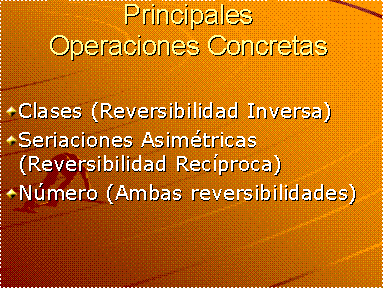 Principales
Operaciones Concretas
Clases (Reversibilidad Inversa)
Seriaciones Asimétricas
(Reversibilidad Recíproca)
Número (Ambas reversibilidades)